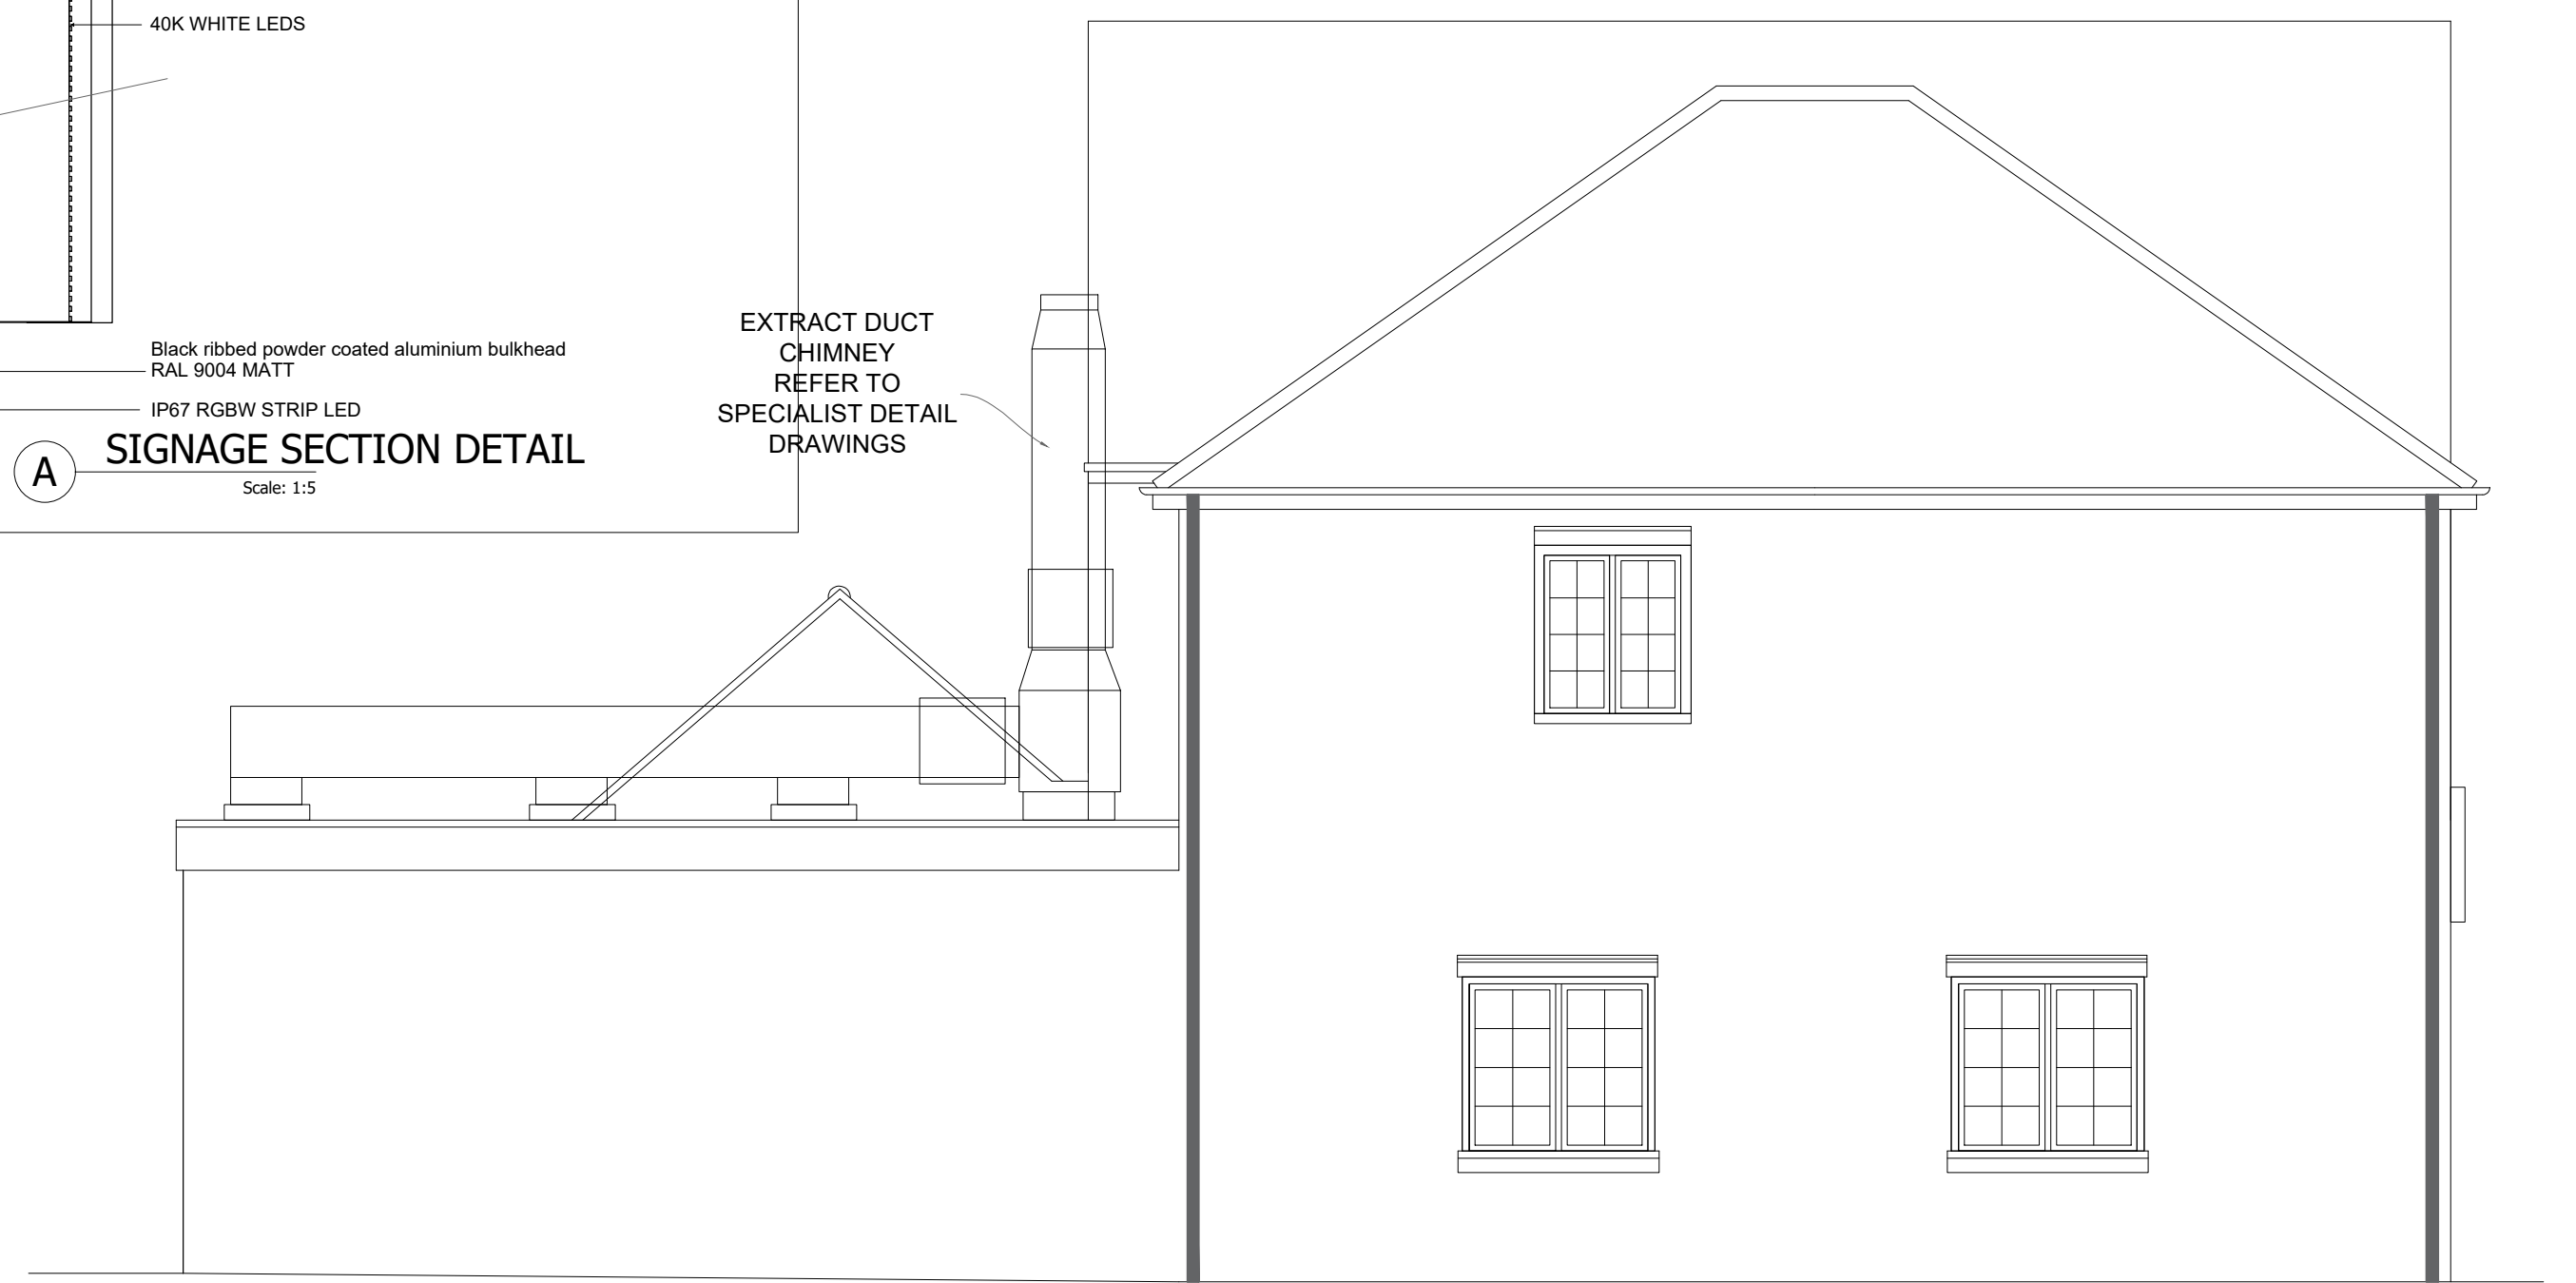 40K WHITE LEDS
Black ribbed powder coated aluminium bulkhead
RAL 9004 MATT
IP67 RGBW STRIP LED
A
SIGNAGE SECTION DETAIL
Scale: 1:5
EXTRACT DUCT
CHIMNEY
REFER TO
SPECIALIST DETAIL
DRAWINGS